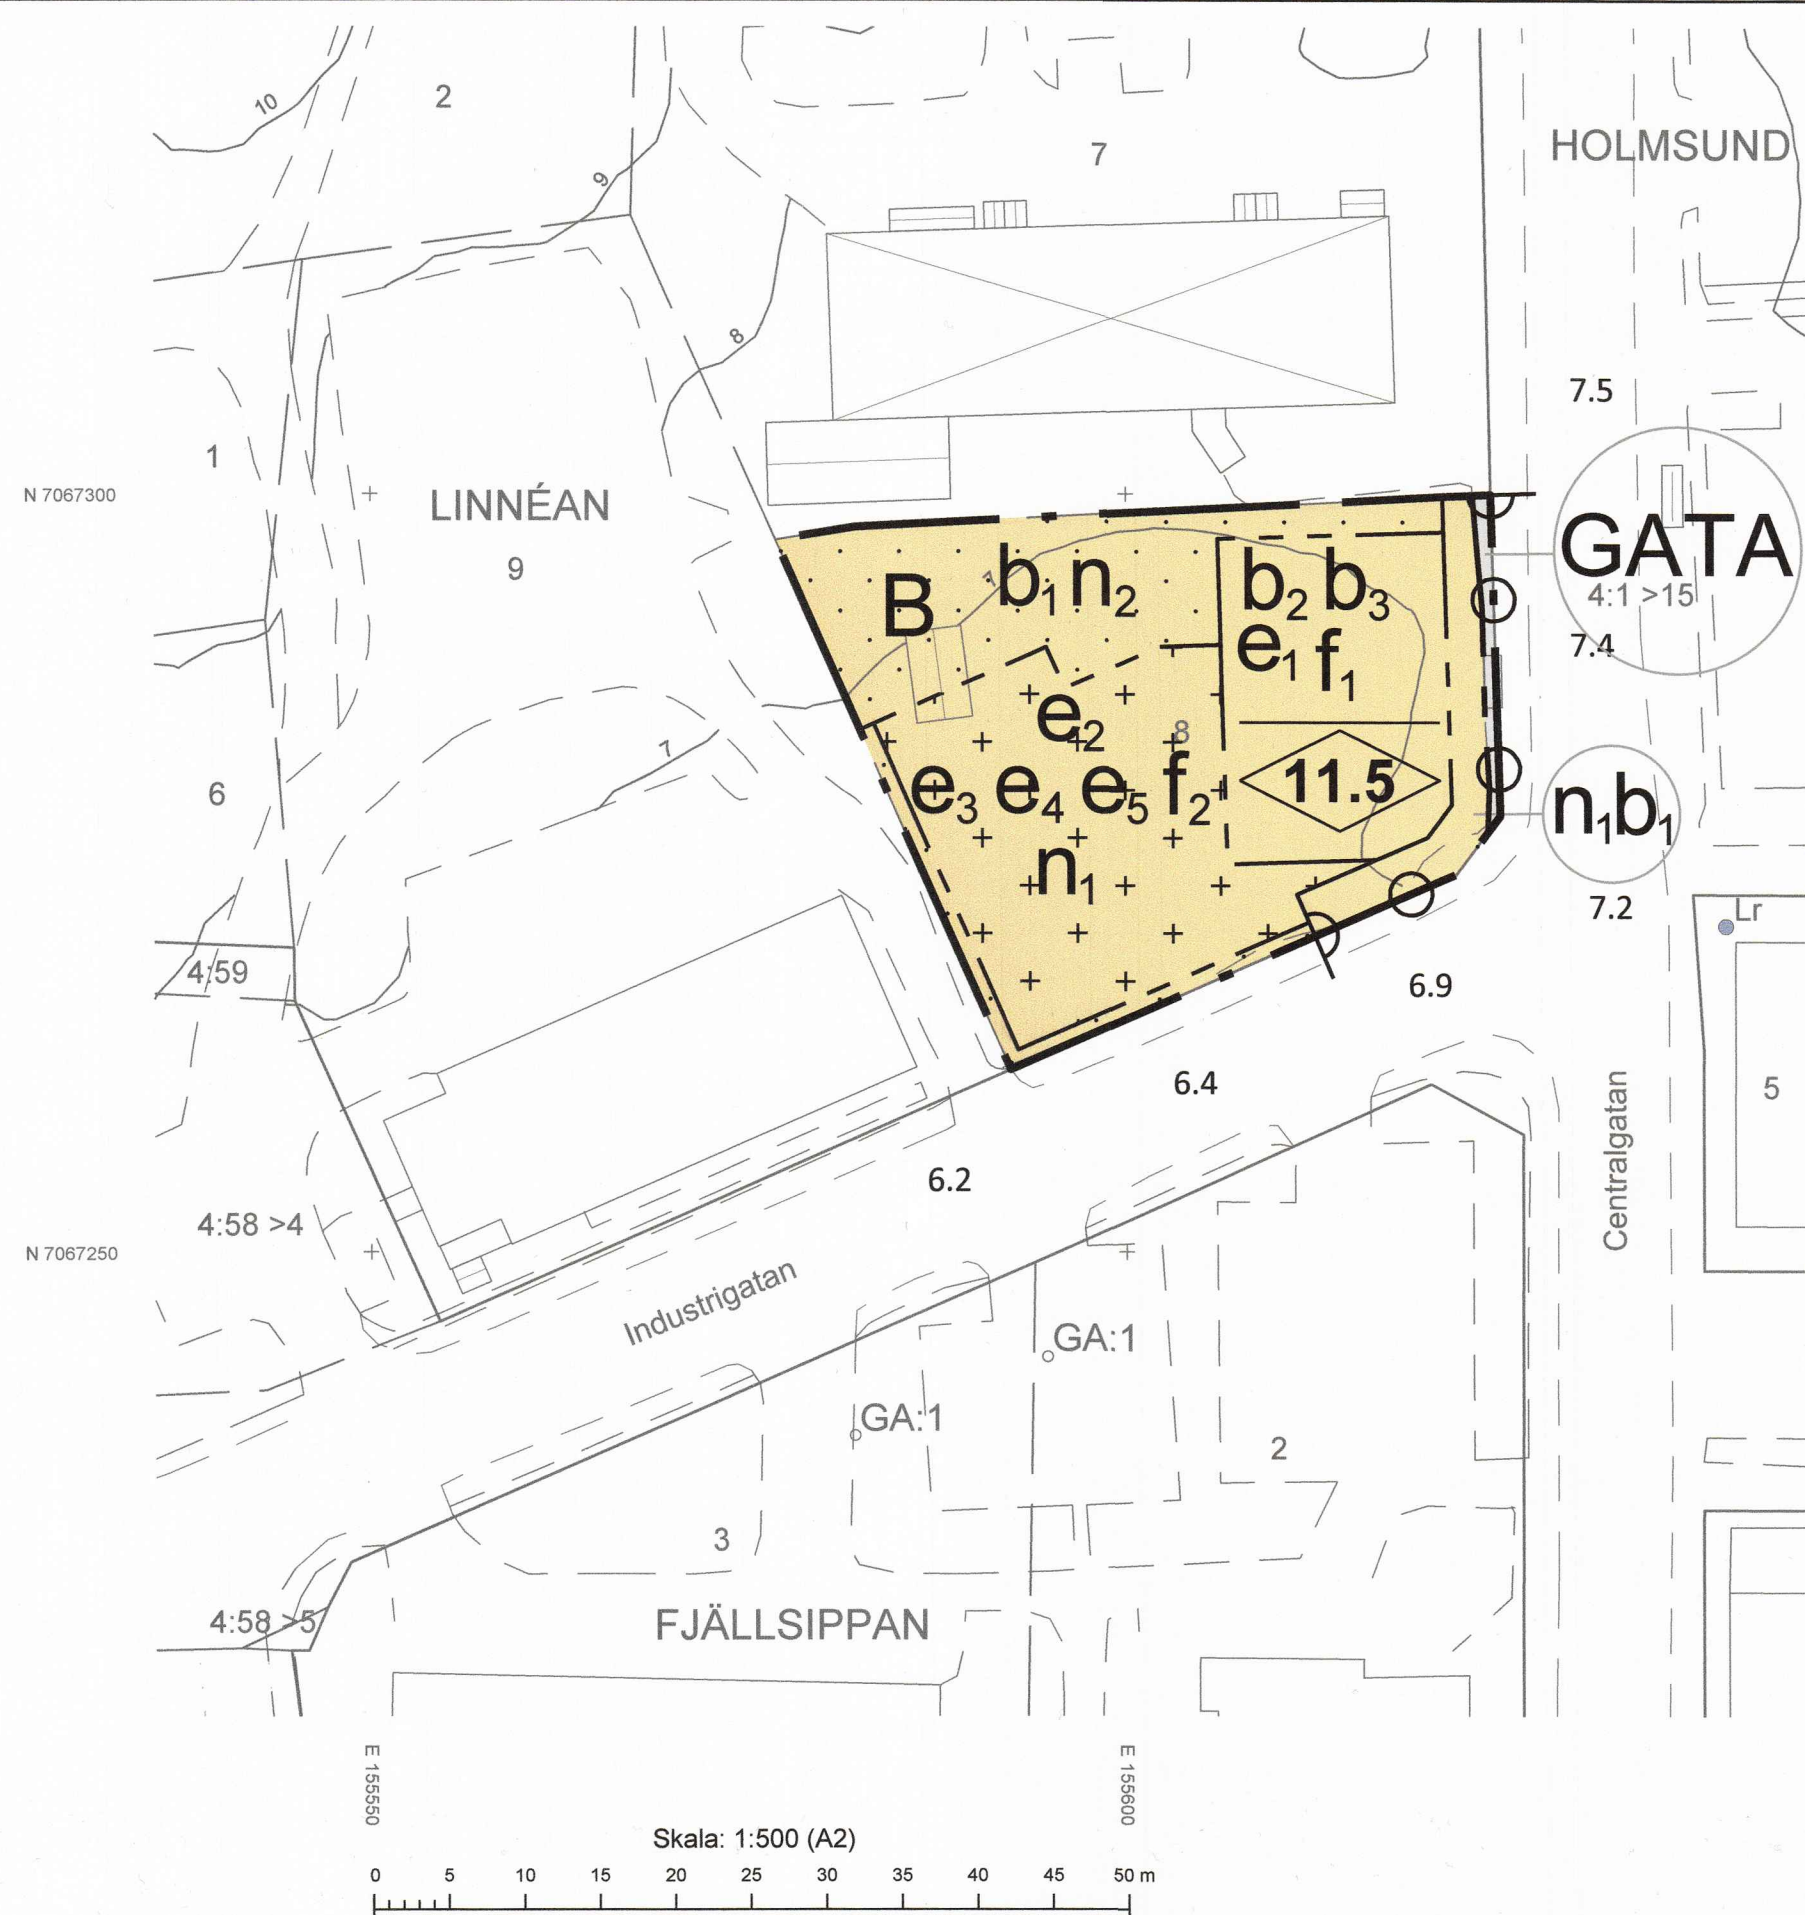 10
2
7
HOLMSUND
9
8
7.5
1
N 7067300
LINNÉAN
9
GATA
4:1 >15
7.4
B
b1 n2
7
b2 b3
e1 f1
e2
8
e3 e4 e5 f2
11.5
n1
n1b1
7
6
7.2
Lr
4:59
6.9
6.4
5
6.2
Centralgatan
4:58 >4
N 7067250
Industrigatan
GA:1
GA:1
2
3
4:58 >5
FJÄLLSIPPAN
E 155550
E 155600
Skala: 1:500 (A2)
0 5 10 15 20 25 30 35 40 45 50 m